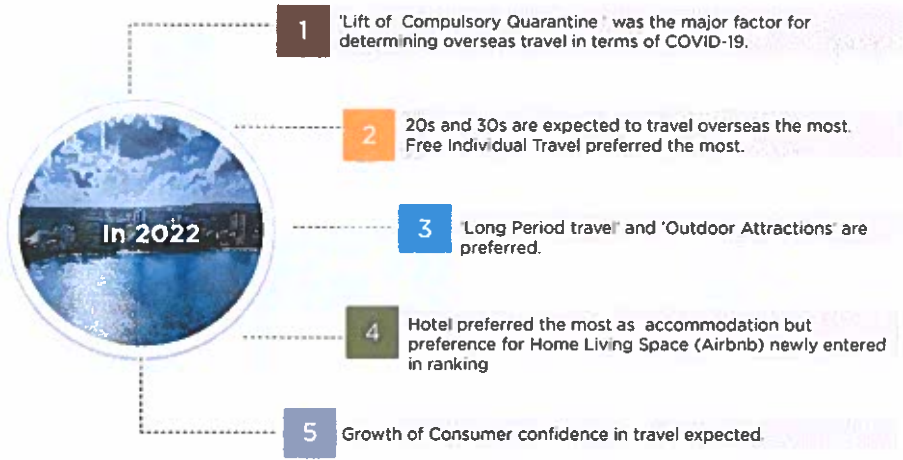 In 2022
1
'Lift of Compulsory Quarantine' was the major factor for
determining overseas travel in terms of COVID-19.
2
20s and 30s are expected to travel overseas the most.
Free Individual Travel preferred the most.
3
'Long Period travel' and 'Outdoor Attractions' are
preferred.
4
Hotel preferred the most as accommodation but
preference for Home Living Space (Airbnb) newly entered
in ranking
5
Growth of Consumer confidence in travel expected.